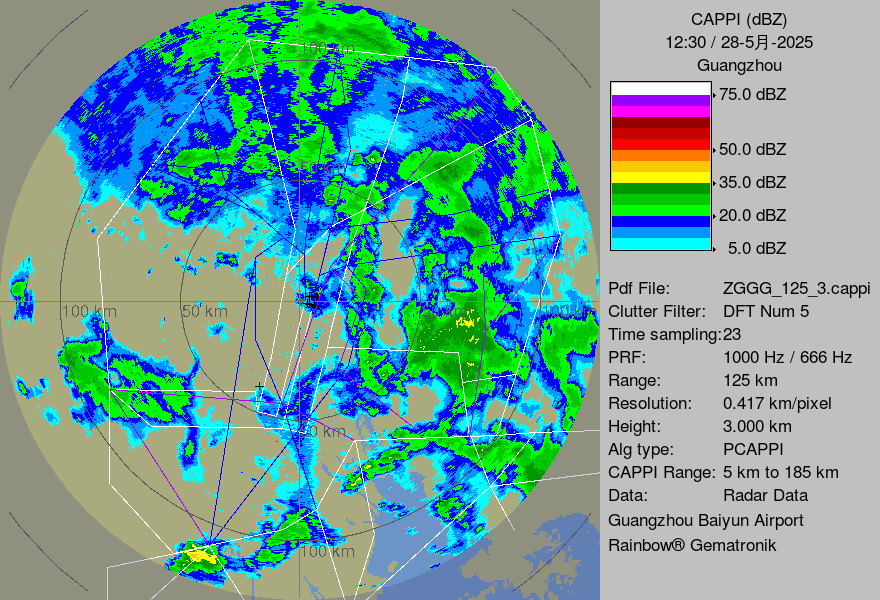 CAPPI (dBZ)
12:30 / 28-5月-2025
Guangzhou
75.0 dBZ
50.0 dBZ
35.0 dBZ
20.0 dBZ
5.0 dBZ
Pdf File: ZGGG_125_3.cappi
Clutter Filter: DFT Num 5
Time sampling:23
PRF: 1000 Hz / 666 Hz
Range: 125 km
Resolution: 0.417 km/pixel
Height: 3.000 km
Alg type: PCAPPI
CAPPI Range: 5 km to 185 km
Data: Radar Data
Guangzhou Baiyun Airport
Rainbow® Gematronik
100 km
50 km
100 km
50 km
100 km
50 km
100 km